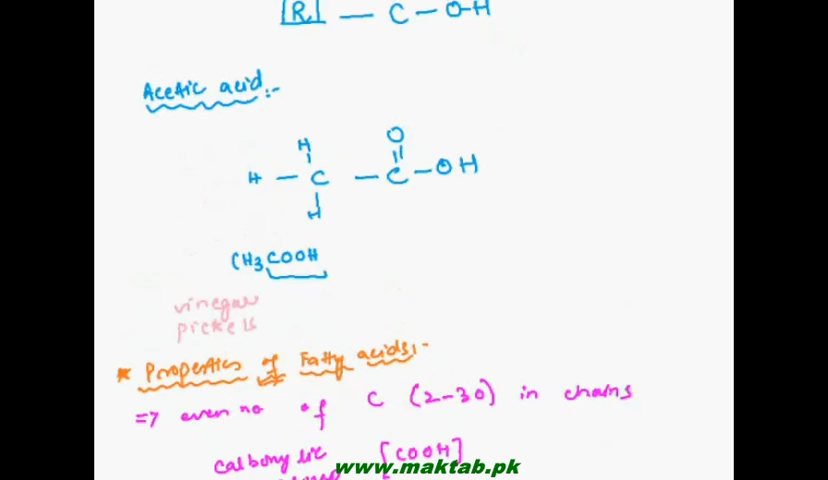 [R] — C — O-H
Acetic acid:-
H O
H — C — C — OH
H
CH3COOH
vinegar
pickels
* Properties of Fatty acids:-
=> even no of C (2-30) in chains
Carboxylic [COOH]
www.maktab.pk